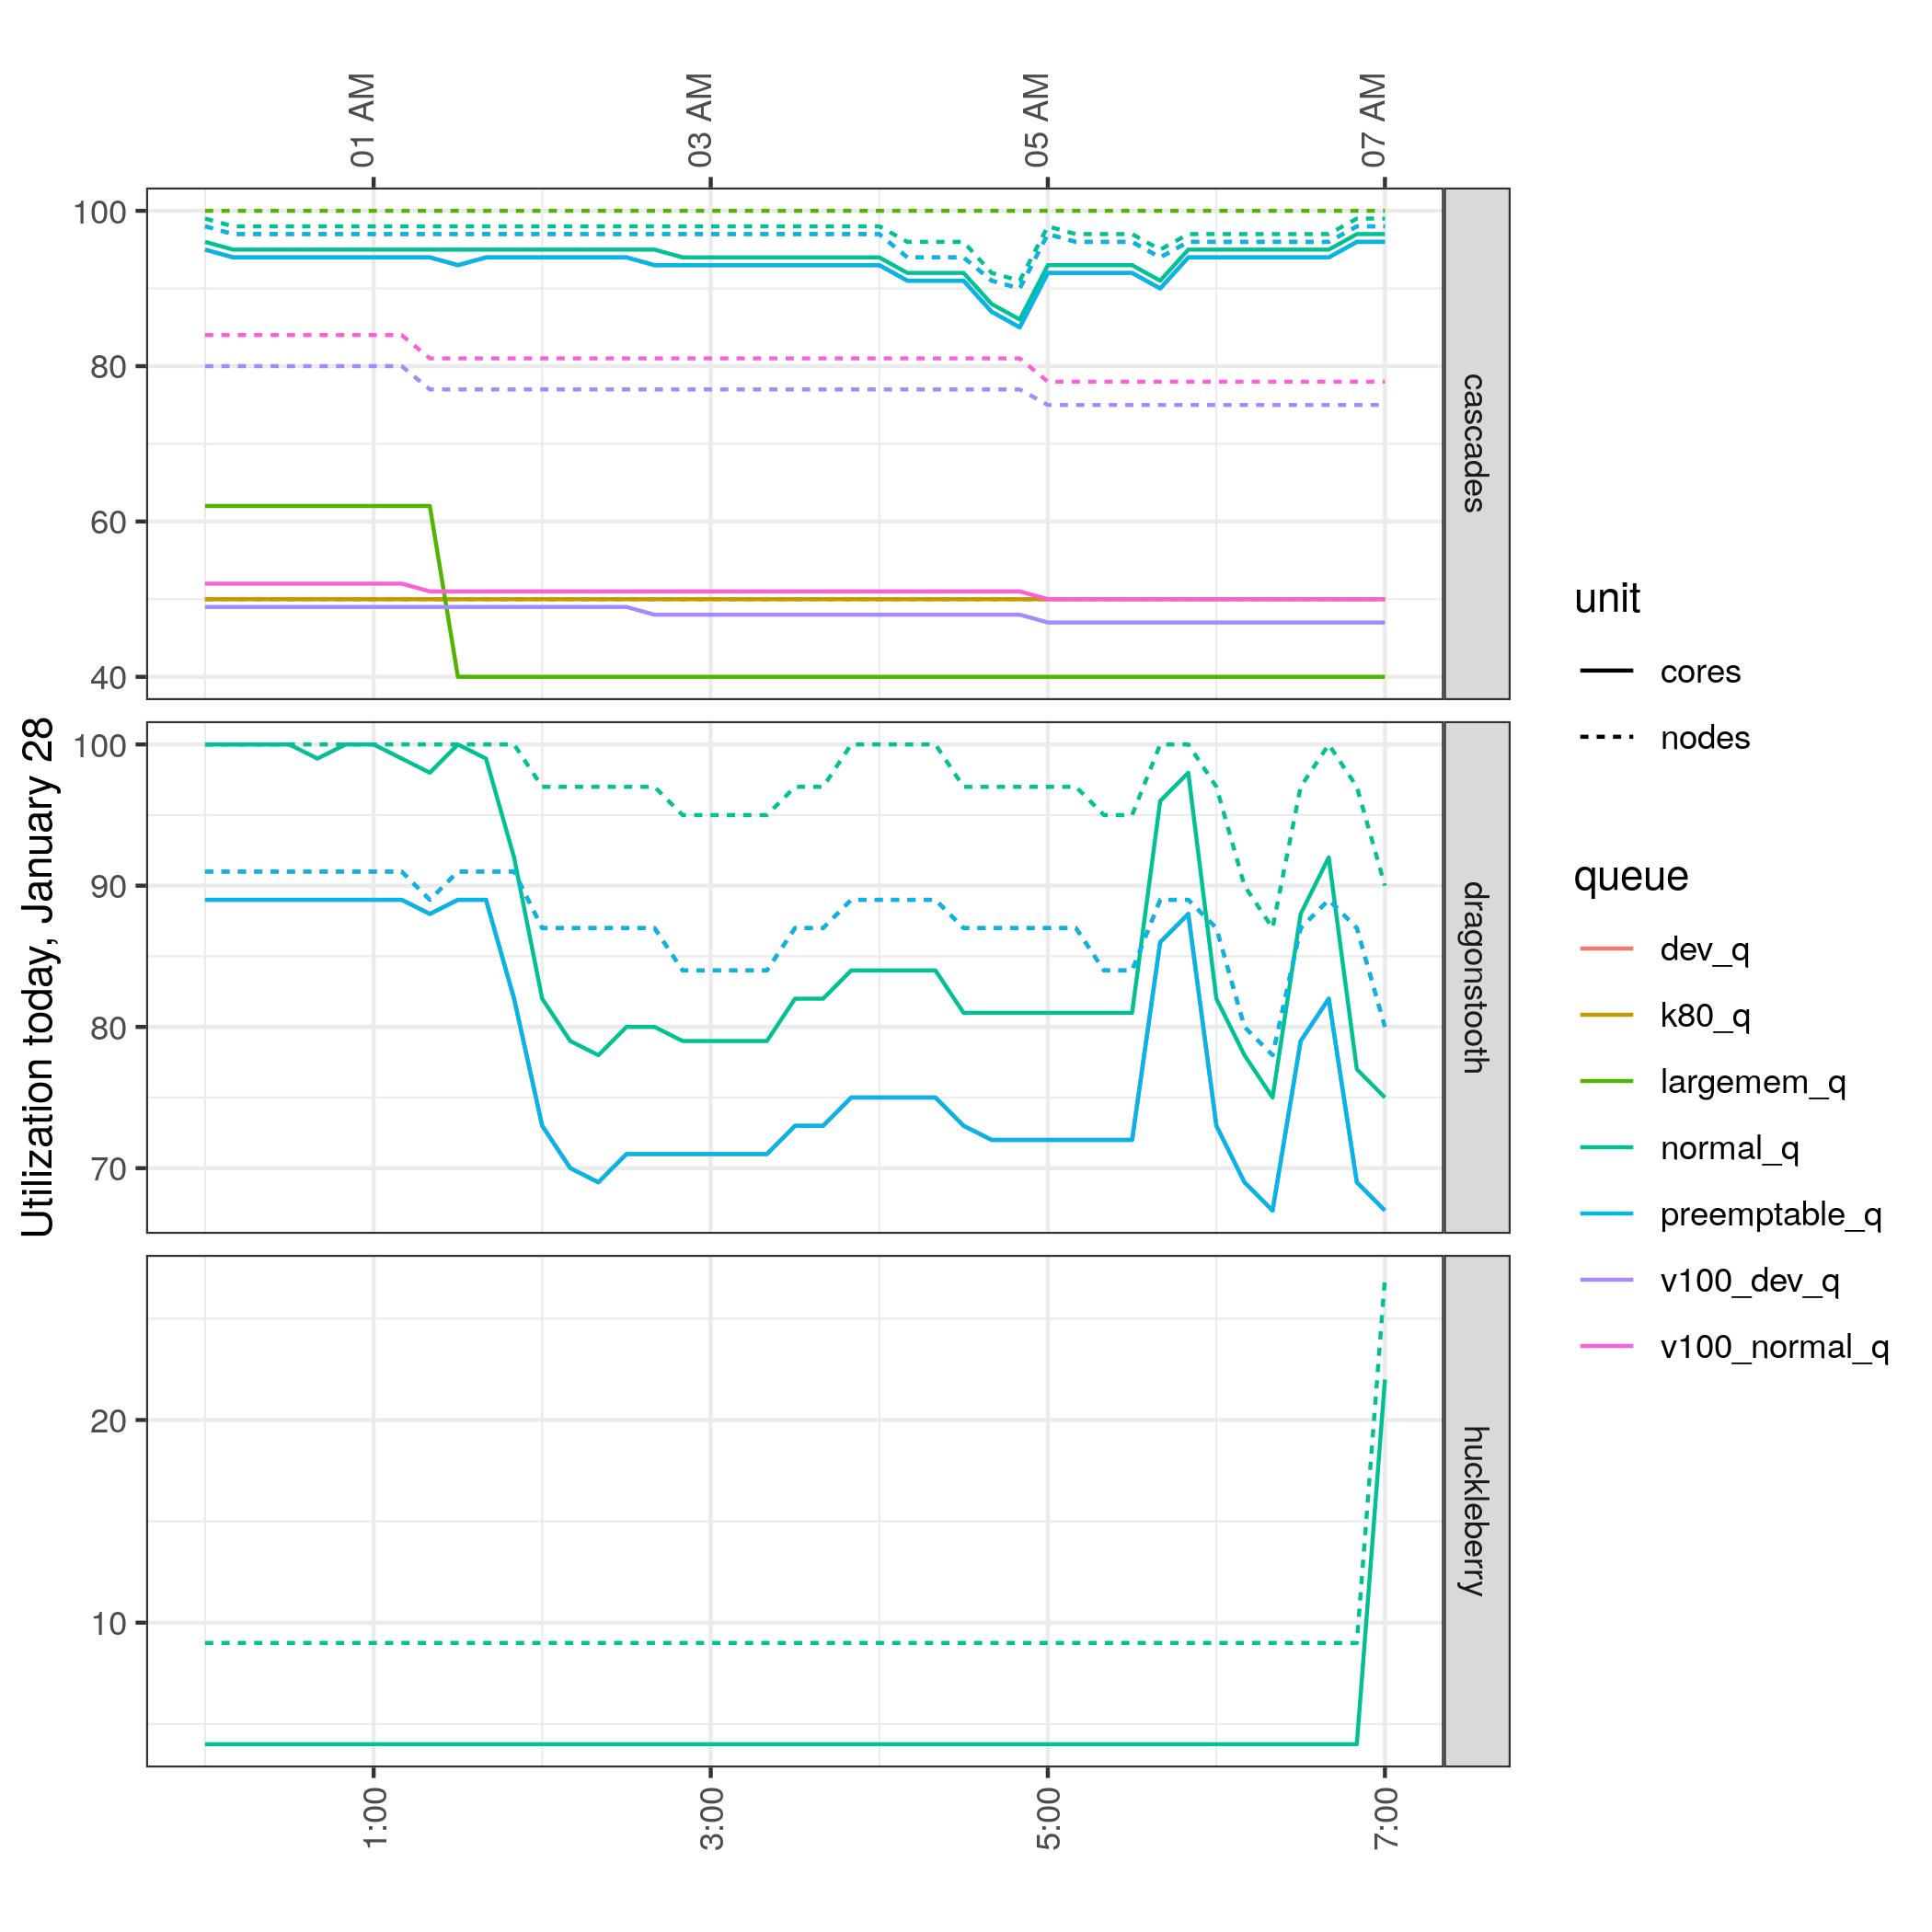 01 AM
03 AM
05 AM
07 AM
Utilization today, January 28
100
80
60
40
cascades
100
90
80
70
dragonstooth
20
10
huckleberry
1:00
3:00
5:00
7:00
unit
cores
nodes
queue
dev_q
k80_q
largemem_q
normal_q
preemptable_q
v100_dev_q
v100_normal_q